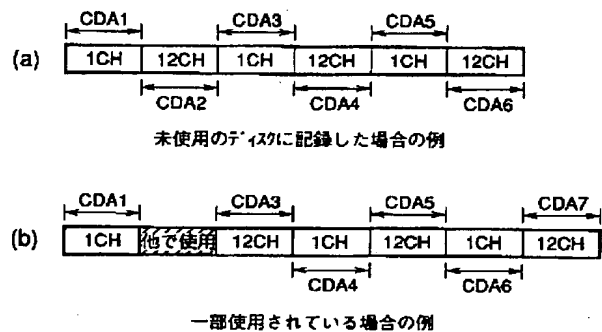 CDA1 CDA3 CDA5
(a) 1CH 12CH 1CH 12CH 1CH 12CH
CDA2 CDA4 CDA6
未使用のディスクに記録した場合の例
CDA1 CDA3 CDA5 CDA7
(b) 1CH 他で使用 12CH 1CH 12CH 1CH 12CH
CDA4 CDA6
一部使用されている場合の例